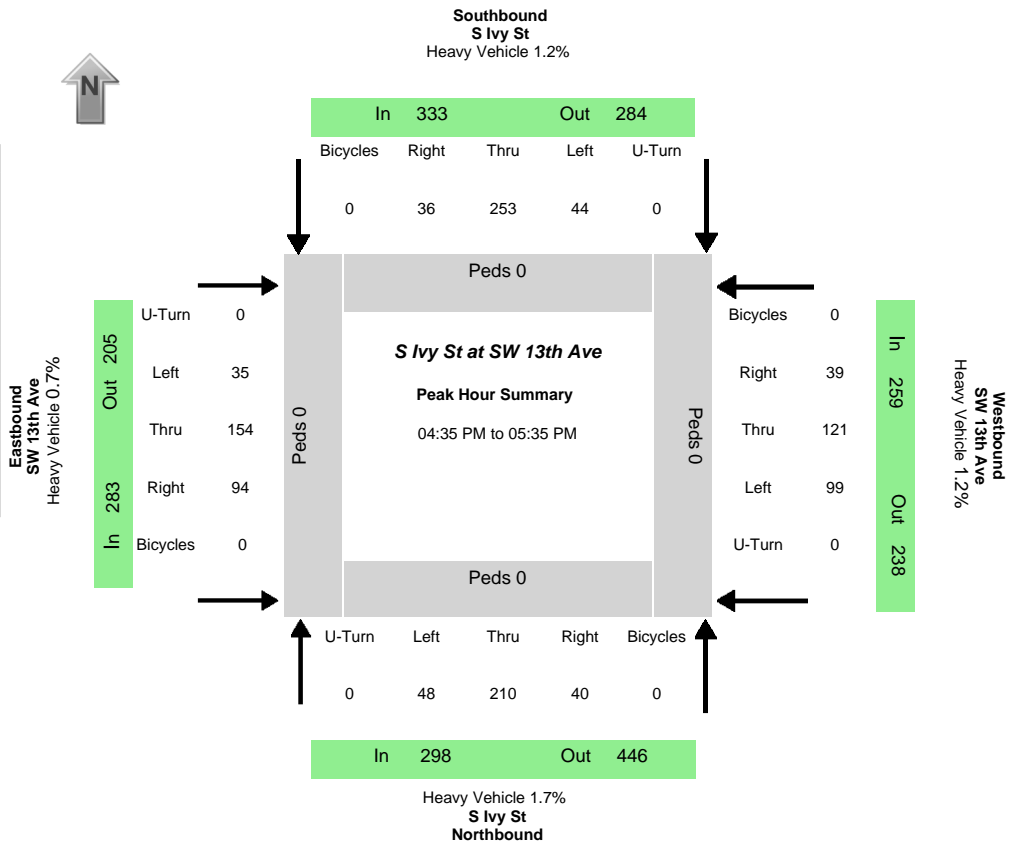 Southbound
S Ivy St
Heavy Vehicle 1.2%
N
In 333 Out 284
Bicycles Right Thru Left U-Turn
0 36 253 44 0
Peds 0
Eastbound
SW 13th Ave
Heavy Vehicle 0.7%
Out 205
In 283
U-Turn 0
Left 35
Thru 154
Right 94
Bicycles 0
Peds 0
S Ivy St at SW 13th Ave
Peak Hour Summary
04:35 PM to 05:35 PM
Peds 0
Bicycles 0
Right 39
Thru 121
Left 99
U-Turn 0
In 259
Out 238
Westbound
SW 13th Ave
Heavy Vehicle 1.2%
Peds 0
U-Turn Left Thru Right Bicycles
0 48 210 40 0
In 298 Out 446
Heavy Vehicle 1.7%
S Ivy St
Northbound